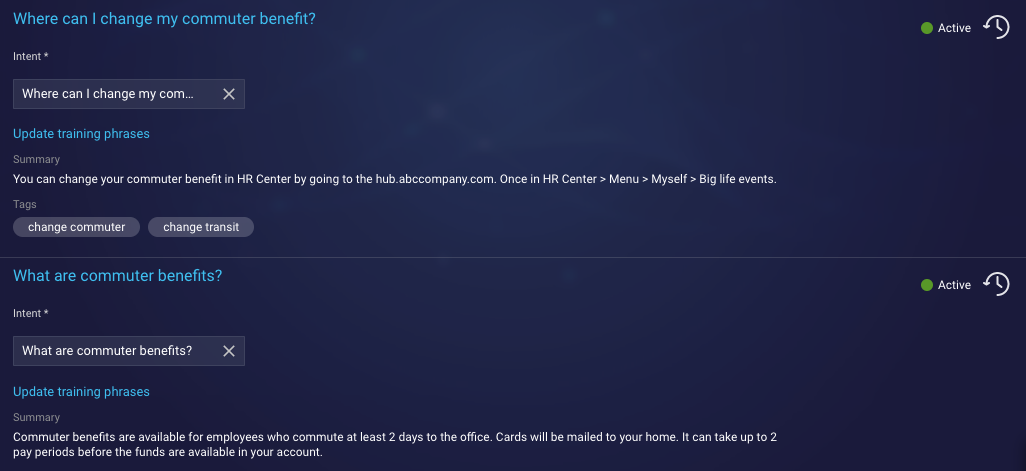 Where can I change my commuter benefit?
Active
Intent *
Where can I change my com...
Update training phrases
Summary
You can change your commuter benefit in HR Center by going to the hub.abccompany.com. Once in HR Center > Menu > Myself > Big life events.
Tags
change commuter change transit
What are commuter benefits?
Active
Intent *
What are commuter benefits?
Update training phrases
Summary
Commuter benefits are available for employees who commute at least 2 days to the office. Cards will be mailed to your home. It can take up to 2
pay periods before the funds are available in your account.